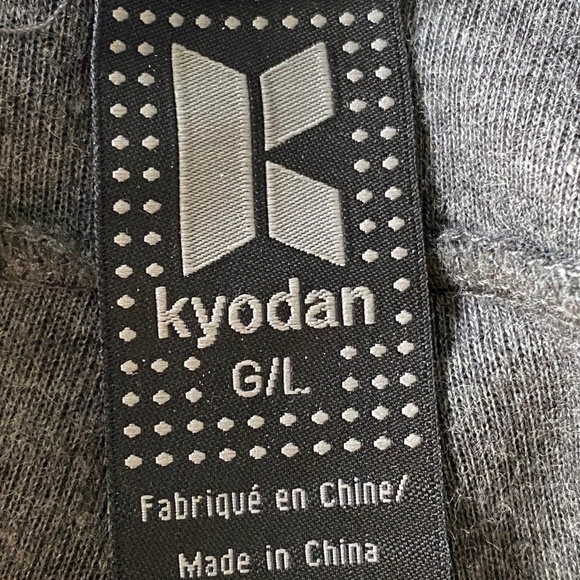 kyodan
G/L
Fabriqué en Chine/
Made in China